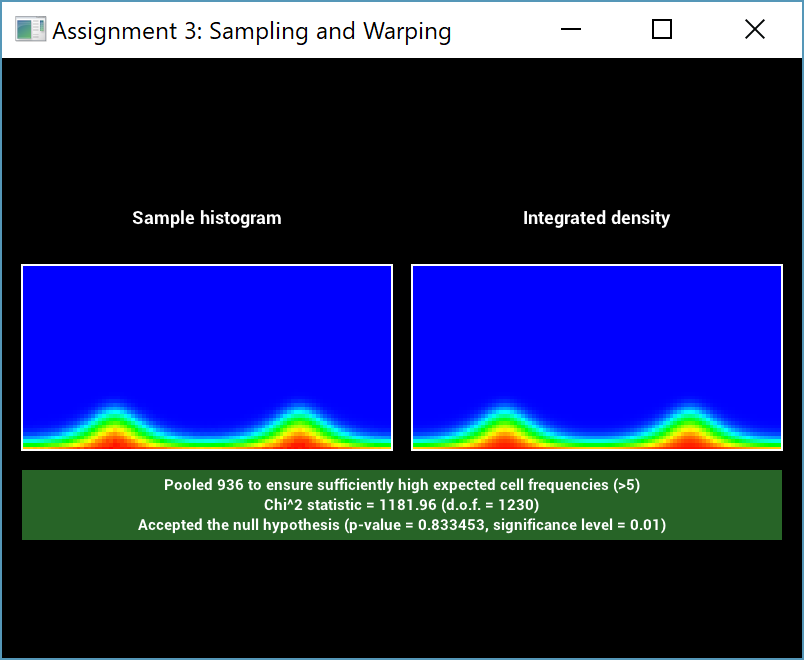 Assignment 3: Sampling and Warping
Sample histogram
Integrated density
Pooled 936 to ensure sufficiently high expected cell frequencies (>5)
Chi^2 statistic = 1181.96 (d.o.f. = 1230)
Accepted the null hypothesis (p-value = 0.833453, significance level = 0.01)